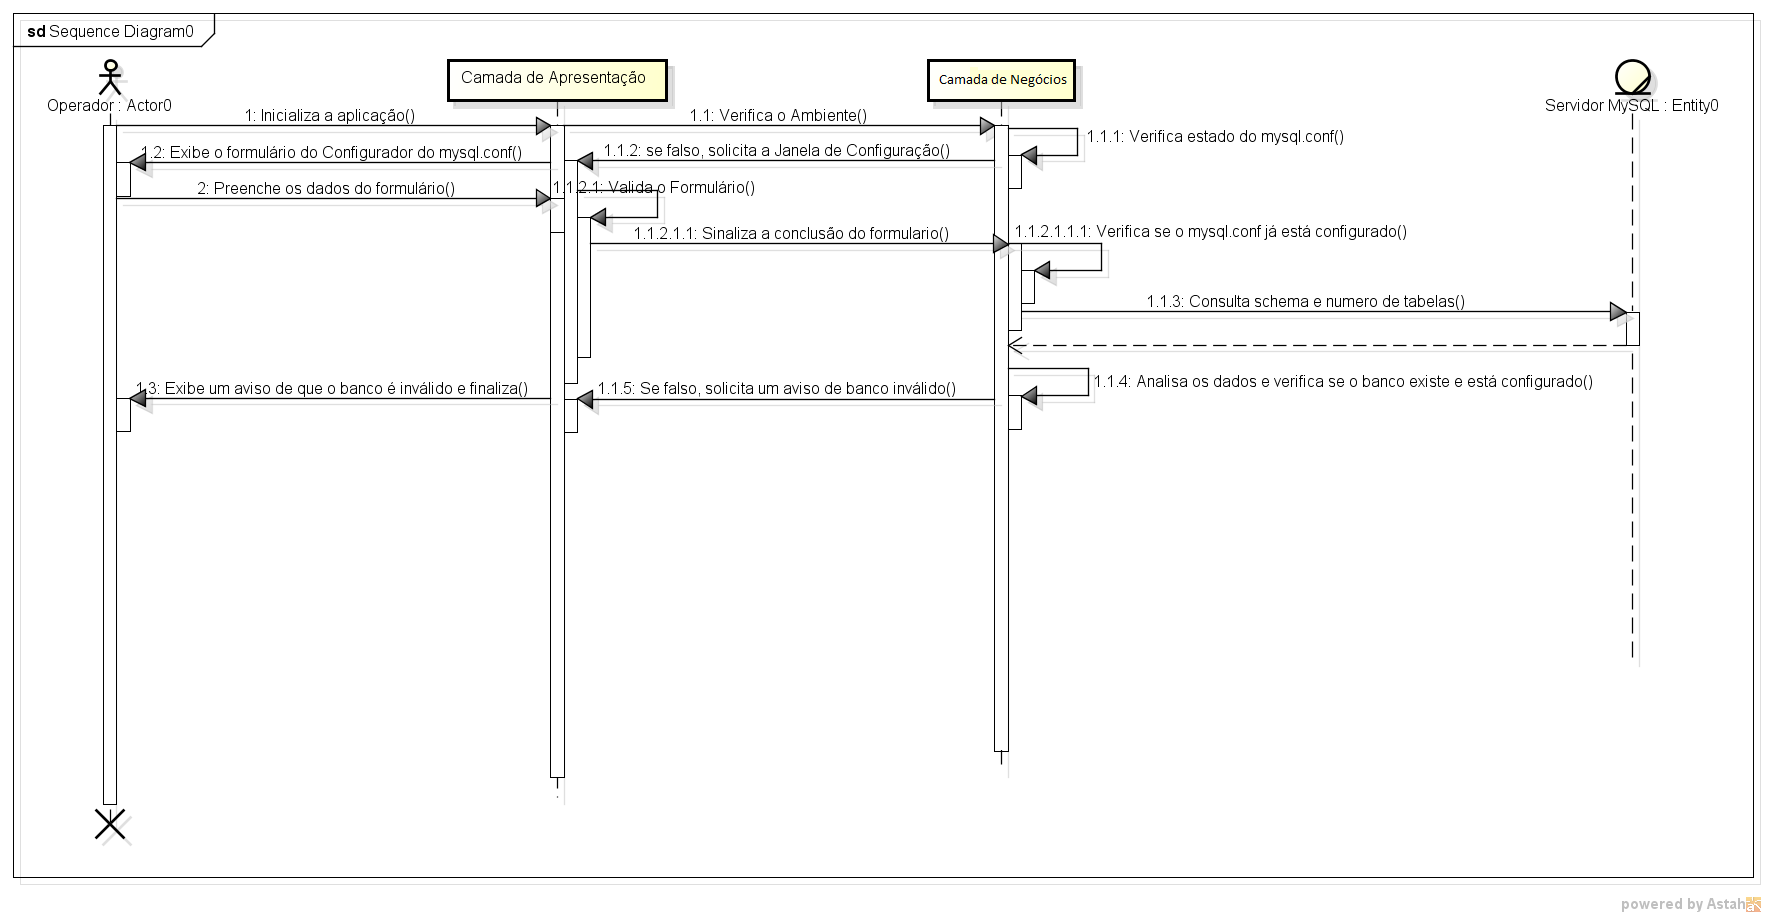 sd Sequence Diagram0
Camada de Apresentação
Camada de Negócios
Operador : Actor0
Servidor MySQL : Entity0
1: Inicializa a aplicação()
1.1: Verifica o Ambiente()
1.1.1: Verifica estado do mysql.conf()
1.2: Exibe o formulário do Configurador do mysql.conf()
1.1.2: se falso, solicita a Janela de Configuração()
2: Preenche os dados do formulário()
1.1.2.1: Valida o Formulário()
1.1.2.1.1: Sinaliza a conclusão do formulario()
1.1.2.1.1.1: Verifica se o mysql.conf já está configurado()
1.1.3: Consulta schema e numero de tabelas()
1.3: Exibe um aviso de que o banco é inválido e finaliza()
1.1.5: Se falso, solicita um aviso de banco inválido()
1.1.4: Analisa os dados e verifica se o banco existe e está configurado()
powered by Astah